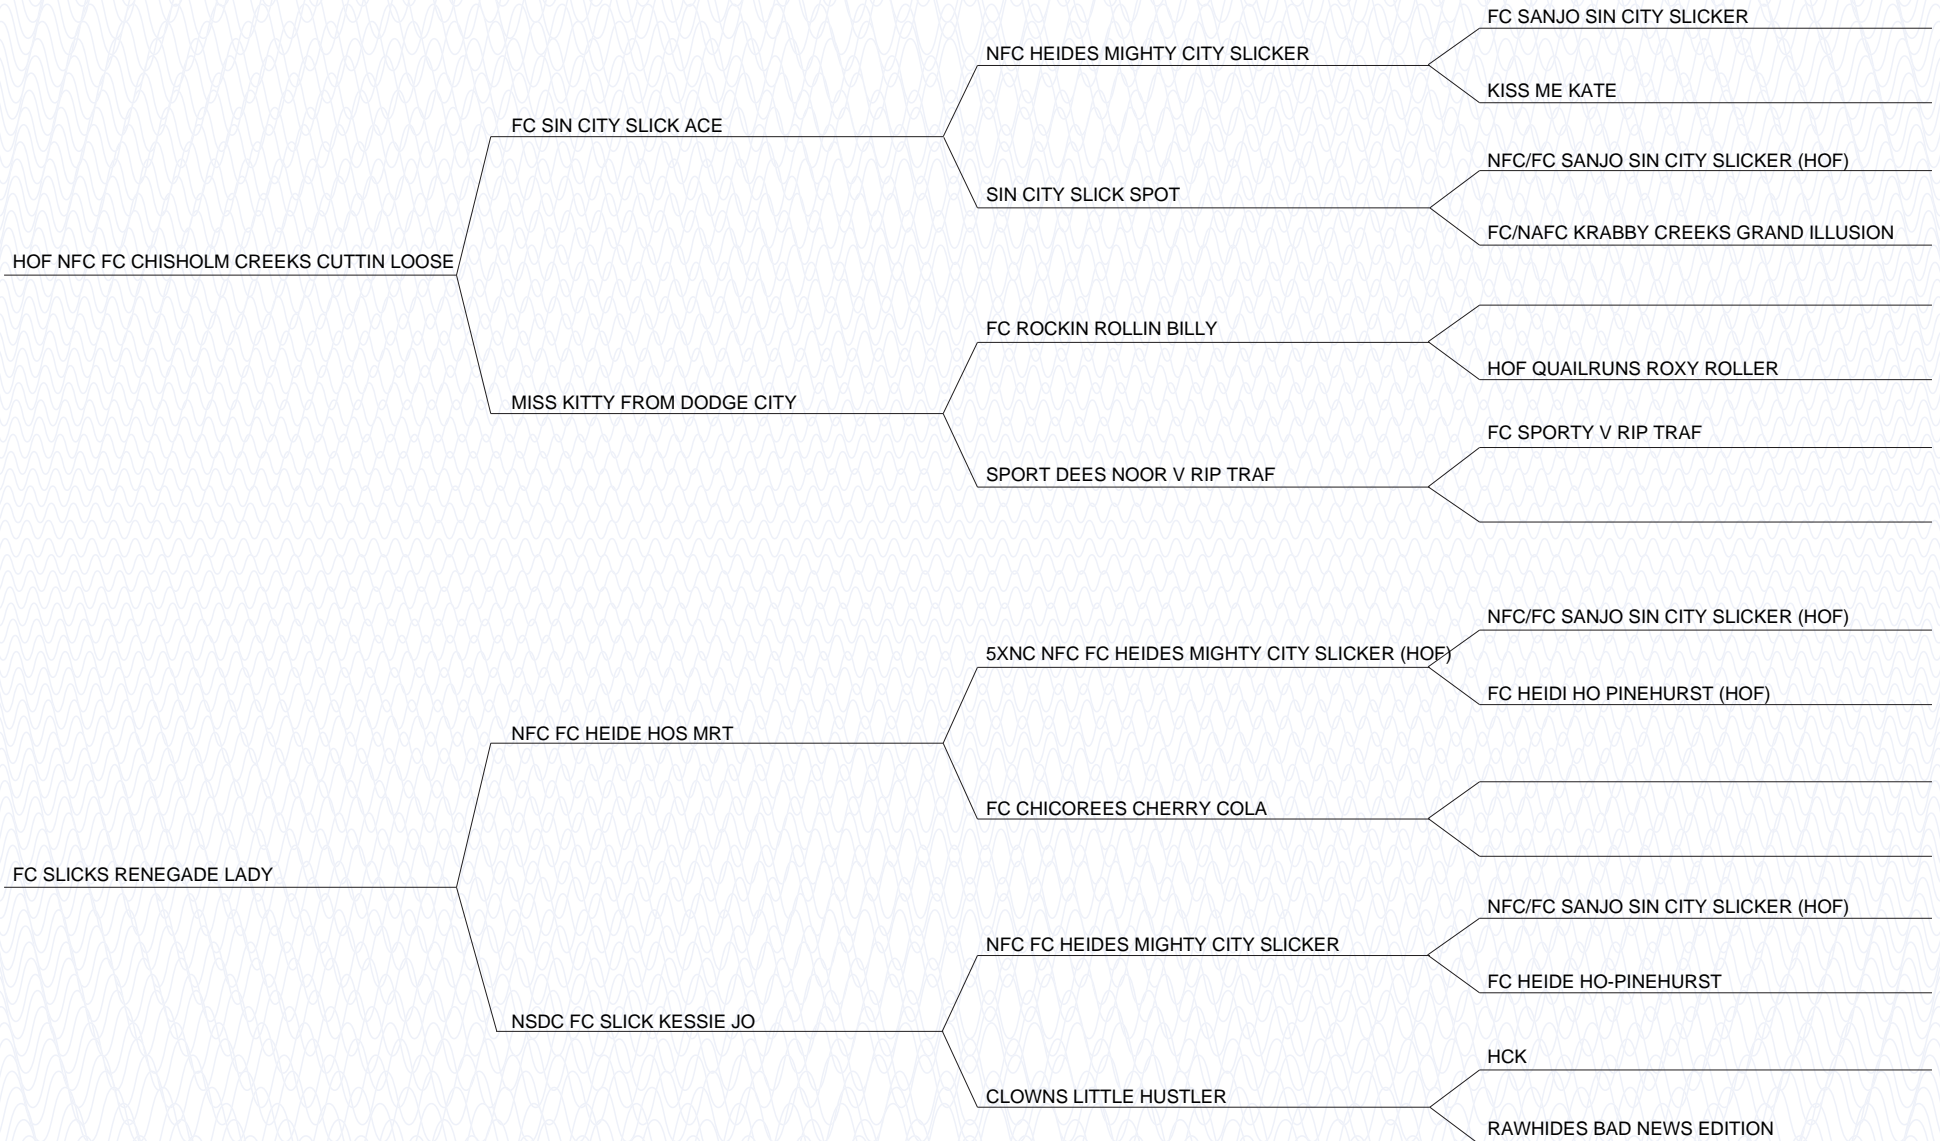 FC SANJO SIN CITY SLICKER
NFC HEIDES MIGHTY CITY SLICKER
KISS ME KATE
FC SIN CITY SLICK ACE
NFC/FC SANJO SIN CITY SLICKER (HOF)
SIN CITY SLICK SPOT
FC/NAFC KRABBY CREEKS GRAND ILLUSION
HOF NFC FC CHISHOLM CREEKS CUTTIN LOOSE
FC ROCKIN ROLLIN BILLY
HOF QUAILRUNS ROXY ROLLER
MISS KITTY FROM DODGE CITY
FC SPORTY V RIP TRAF
SPORT DEES NOOR V RIP TRAF
NFC/FC SANJO SIN CITY SLICKER (HOF)
5XNC NFC FC HEIDES MIGHTY CITY SLICKER (HOF)
FC HEIDI HO PINEHURST (HOF)
NFC FC HEIDE HOS MRT
FC CHICOREES CHERRY COLA
FC SLICKS RENEGADE LADY
NFC/FC SANJO SIN CITY SLICKER (HOF)
NFC FC HEIDES MIGHTY CITY SLICKER
FC HEIDE HO-PINEHURST
NSDC FC SLICK KESSIE JO
HCK
CLOWNS LITTLE HUSTLER
RAWHIDES BAD NEWS EDITION